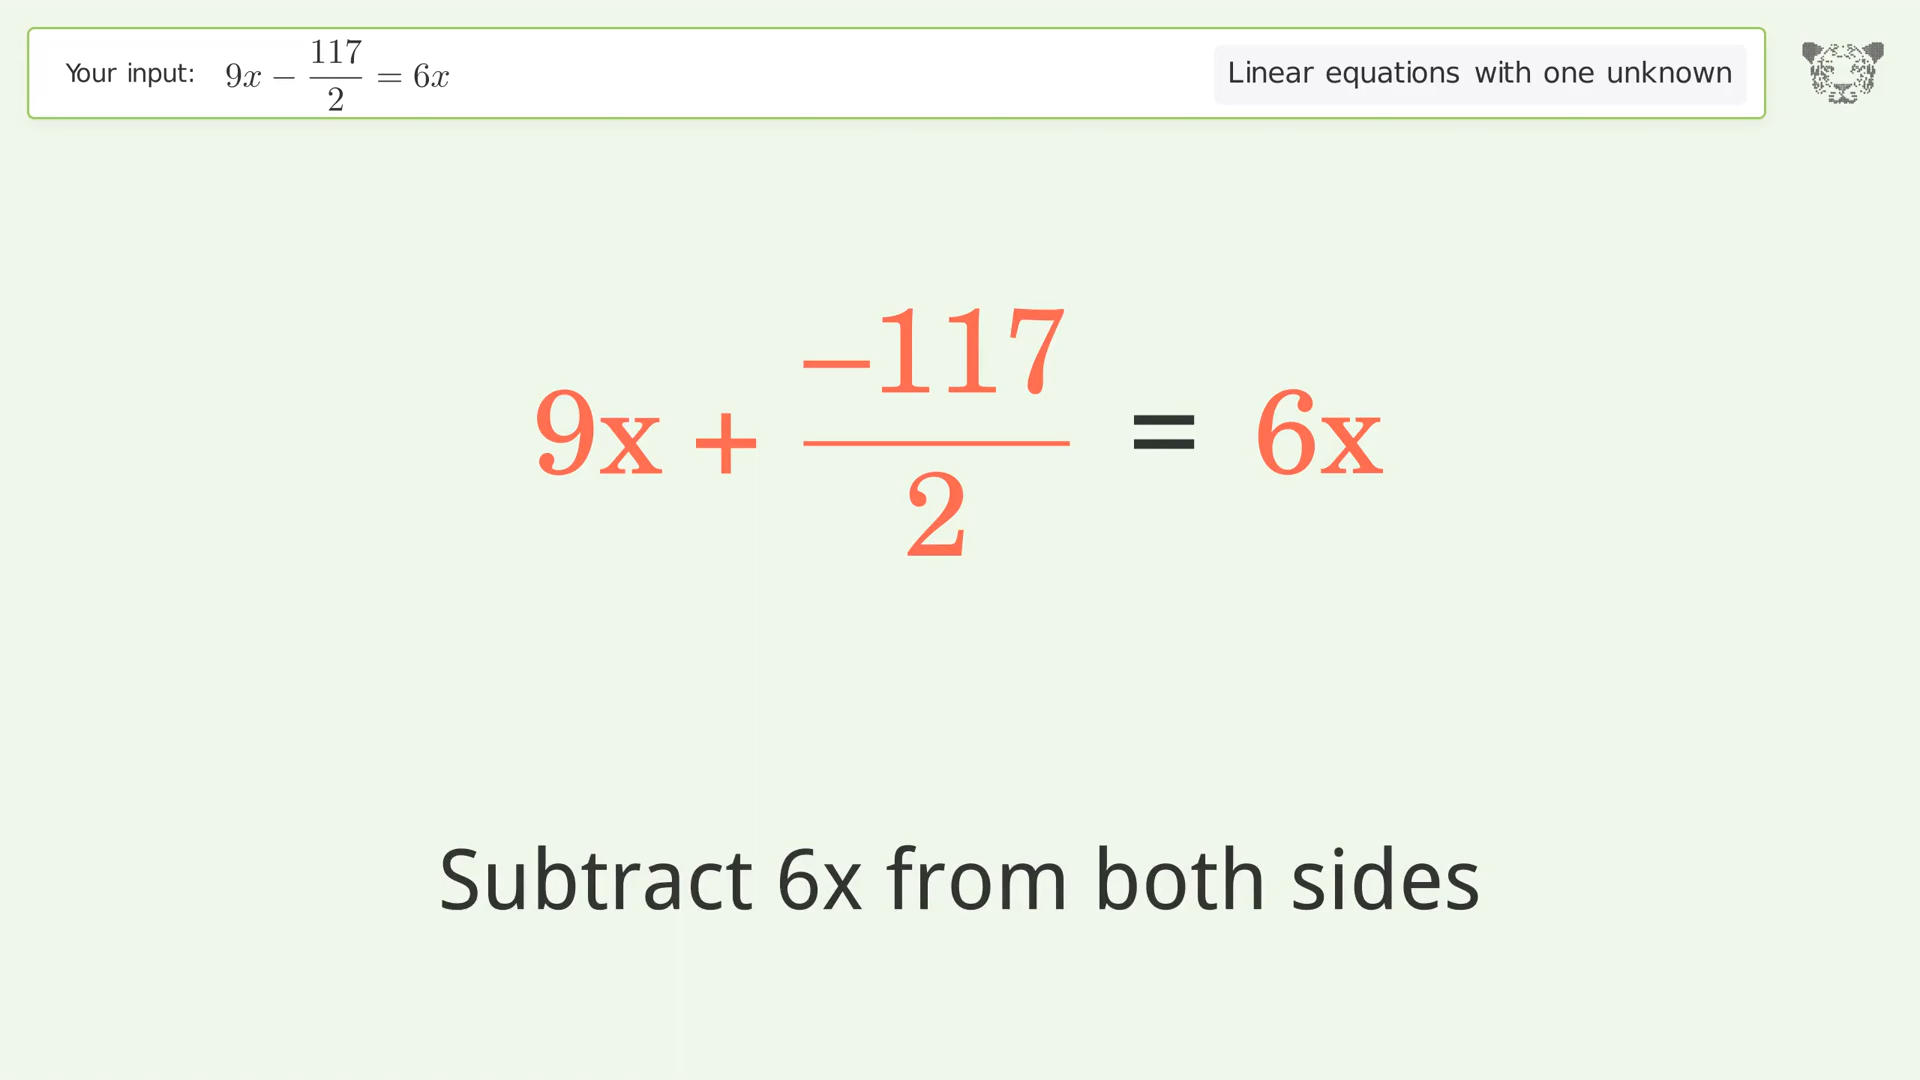 Your input: 9x − 117/2 = 6x
Linear equations with one unknown
9x + −117/2 = 6x
Subtract 6x from both sides